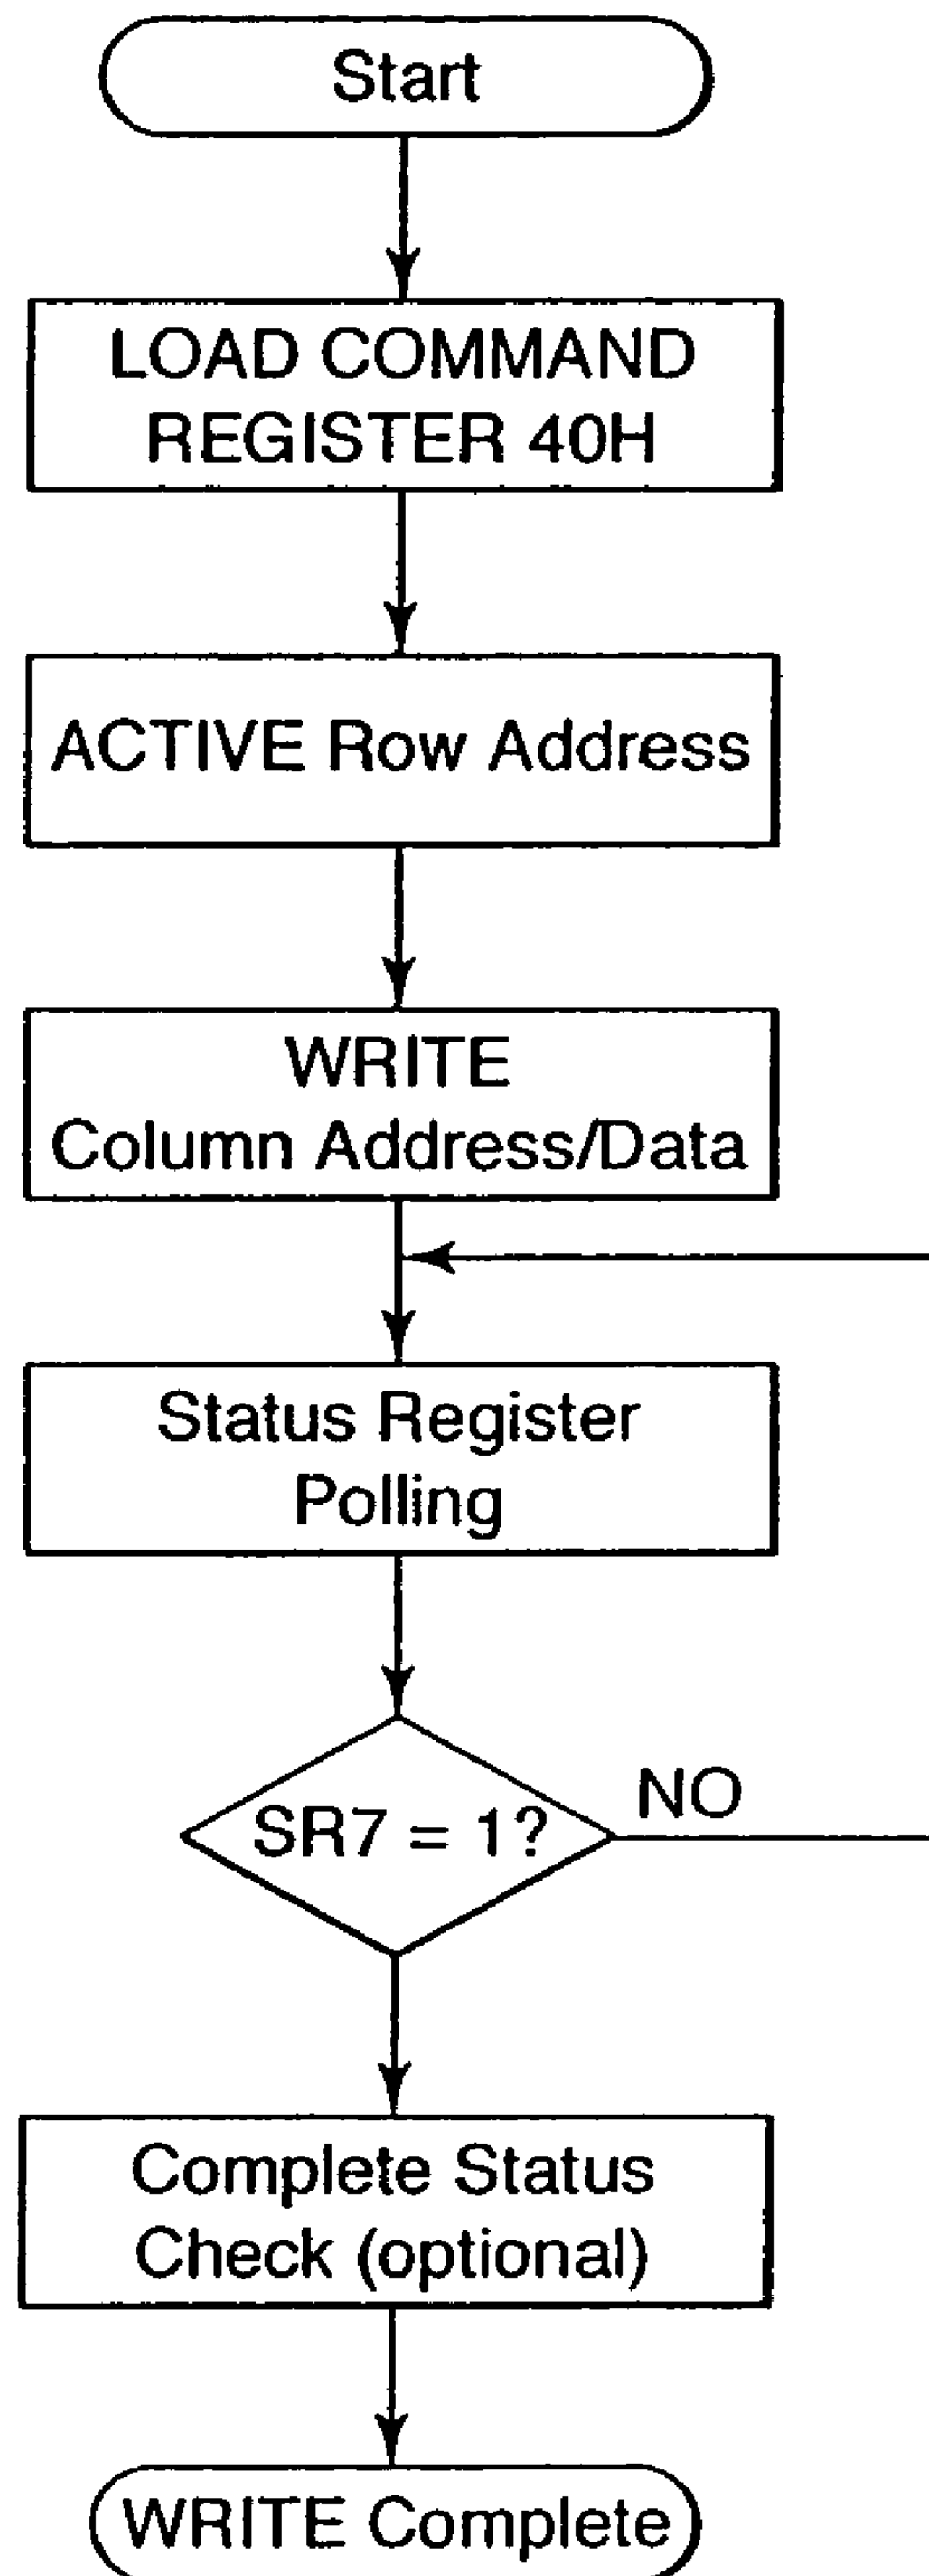 Start
LOAD COMMAND
REGISTER 40H
ACTIVE Row Address
WRITE
Column Address/Data
Status Register
Polling
SR7 = 1?
NO
Complete Status
Check (optional)
WRITE Complete